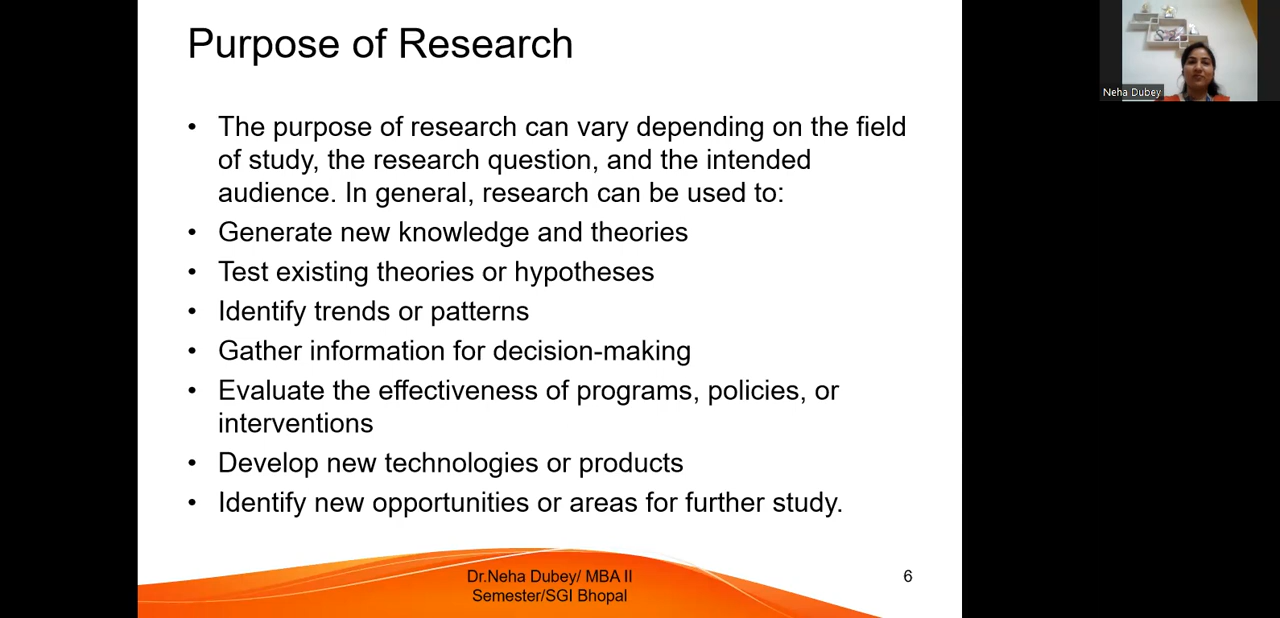 Purpose of Research
• The purpose of research can vary depending on the field
of study, the research question, and the intended
audience. In general, research can be used to:
• Generate new knowledge and theories
• Test existing theories or hypotheses
• Identify trends or patterns
• Gather information for decision-making
• Evaluate the effectiveness of programs, policies, or
interventions
• Develop new technologies or products
• Identify new opportunities or areas for further study.
Dr.Neha Dubey/ MBA II
Semester/SGI Bhopal
6
Neha Dubey